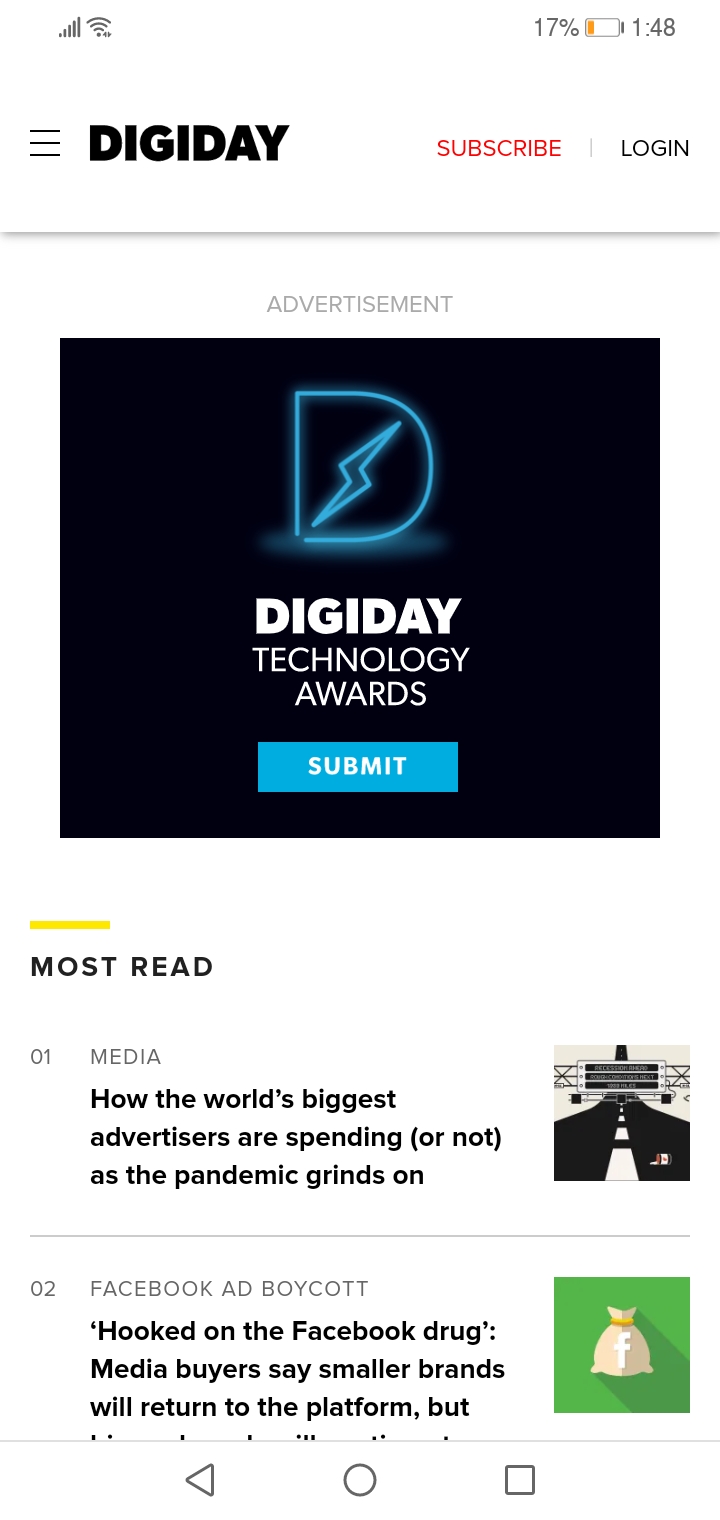 17% 1:48
DIGIDAY
SUBSCRIBE | LOGIN
ADVERTISEMENT
DIGIDAY
TECHNOLOGY
AWARDS
SUBMIT
MOST READ
01 MEDIA
How the world’s biggest
advertisers are spending (or not)
as the pandemic grinds on
RECESSION AHEAD
ROUGH CONDITIONS NEXT
1000 MILES
02 FACEBOOK AD BOYCOTT
‘Hooked on the Facebook drug’:
Media buyers say smaller brands
will return to the platform, but